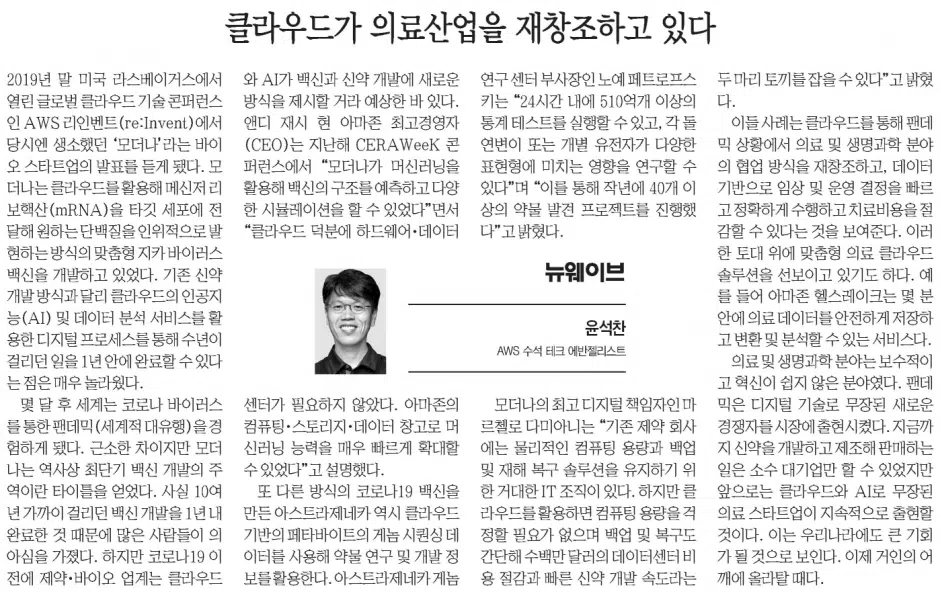 클라우드가 의료산업을 재창조하고 있다
2019년 말 미국 라스베이거스에서
열린 글로벌 클라우드 기술 콘퍼런스
인 AWS 리인벤트(re:Invent)에서
당시엔 생소했던 ‘모더나’라는 바이
오 스타트업의 발표를 듣게 됐다. 모
더나는 클라우드를 활용해 메신저 리
보핵산(mRNA)을 타깃 세포에 전
달해 원하는 단백질을 인위적으로 발
현하는 방식의 맞춤형 지카 바이러스
백신을 개발하고 있었다. 기존 신약
개발 방식과 달리 클라우드의 인공지
능(AI) 및 데이터 분석 서비스를 활
용한 디지털 프로세스를 통해 수년이
걸리던 일을 1년 안에 완료할 수 있다
는 점은 매우 놀라웠다.
몇 달 후 세계는 코로나 바이러스
를 통한 팬데믹(세계적 대유행)을 경
험하게 됐다. 근소한 차이지만 모더
나는 역사상 최단기 백신 개발의 주
역이란 타이틀을 얻었다. 사실 10여
년 가까이 걸리던 백신 개발을 1년 내
완료한 것 때문에 많은 사람들이 의
아심을 가졌다. 하지만 코로나19 이
전에 제약·바이오 업계는 클라우드
와 AI가 백신과 신약 개발에 새로운
방식을 제시할 거라 예상한 바 있다.
앤디 재시 현 아마존 최고경영자
(CEO)는 지난해 CERAWeeK 콘
퍼런스에서 “모더나가 머신러닝을
활용해 백신의 구조를 예측하고 다양
한 시뮬레이션을 할 수 있었다”면서
“클라우드 덕분에 하드웨어·데이터
센터가 필요하지 않았다. 아마존의
컴퓨팅·스토리지·데이터 창고로 머
신러닝 능력을 매우 빠르게 확대할
수 있었다”고 설명했다.
또 다른 방식의 코로나19 백신을
만든 아스트라제네카 역시 클라우드
기반의 페타바이트의 게놈 시퀀싱 데
이터를 사용해 약물 연구 및 개발 정
보를 활용한다. 아스트라제네카 게놈
연구 센터 부사장인 노예 페트로프스
키는 “24시간 내에 510억개 이상의
통계 테스트를 실행할 수 있고, 각 돌
연변이 또는 개별 유전자가 다양한
표현형에 미치는 영향을 연구할 수
있다”며 “이를 통해 작년에 40개 이
상의 약물 발견 프로젝트를 진행했
다”고 밝혔다.
뉴웨이브
윤석찬
AWS 수석 테크 에반젤리스트
모더나의 최고 디지털 책임자인 마
르첼로 다미아니는 “기존 제약 회사
에는 물리적인 컴퓨팅 용량과 백업
및 재해 복구 솔루션을 유지하기 위
한 거대한 IT 조직이 있다. 하지만 클
라우드를 활용하면 컴퓨팅 용량을 걱
정할 필요가 없으며 백업 및 복구도
간단해 수백만 달러의 데이터센터 비
용 절감과 빠른 신약 개발 속도라는
두 마리 토끼를 잡을 수 있다”고 밝혔
다.
이들 사례는 클라우드를 통해 팬데
믹 상황에서 의료 및 생명과학 분야
의 협업 방식을 재창조하고, 데이터
기반으로 임상 및 운영 결정을 빠르
고 정확하게 수행하고 치료비용을 절
감할 수 있다는 것을 보여준다. 이러
한 토대 위에 맞춤형 의료 클라우드
솔루션을 선보이고 있기도 하다. 예
를 들어 아마존 헬스레이크는 몇 분
안에 의료 데이터를 안전하게 저장하
고 변환 및 분석할 수 있는 서비스다.
의료 및 생명과학 분야는 보수적이
고 혁신이 쉽지 않은 분야였다. 팬데
믹은 디지털 기술로 무장된 새로운
경쟁자를 시장에 출현시켰다. 지금까
지 신약을 개발하고 제조해 판매하는
일은 소수 대기업만 할 수 있었지만
앞으로는 클라우드와 AI로 무장된
의료 스타트업이 지속적으로 출현할
것이다. 이는 우리나라에도 큰 기회
가 될 것으로 보인다. 이제 거인의 어
깨에 올라탈 때다.